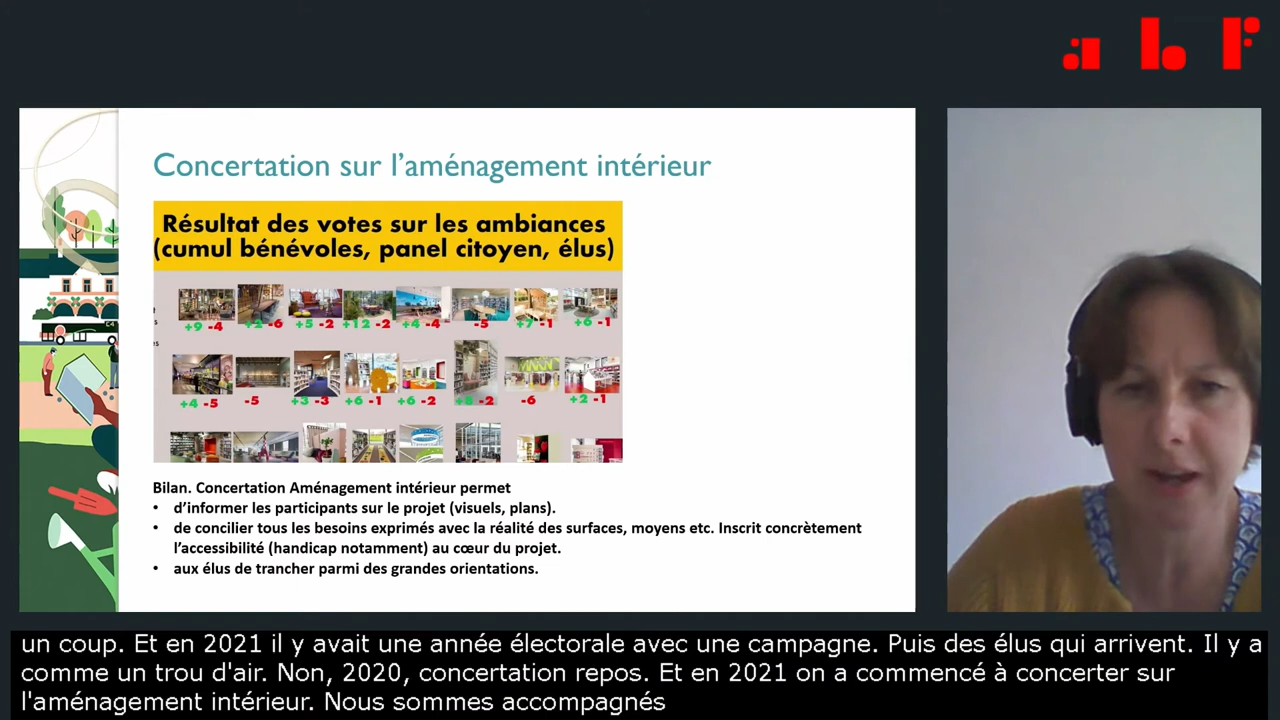 abf
Concertation sur l’aménagement intérieur
Résultat des votes sur les ambiances
(cumul bénévoles, panel citoyen, élus)
+9 -4 +2 -6 +5 -2 +12 -2 +4 -4 -5 +7 -1 +6 -1
+4 -5 -5 +3 -3 +6 -1 +6 -2 +8 -2 -6 +2 -1
Bilan. Concertation Aménagement intérieur permet
• d’informer les participants sur le projet (visuels, plans).
• de concilier tous les besoins exprimés avec la réalité des surfaces, moyens etc. Inscrit concrètement
l’accessibilité (handicap notamment) au cœur du projet.
• aux élus de trancher parmi des grandes orientations.
un coup. Et en 2021 il y avait une année électorale avec une campagne. Puis des élus qui arrivent. Il y a
comme un trou d'air. Non, 2020, concertation repos. Et en 2021 on a commencé à concerter sur
l'aménagement intérieur. Nous sommes accompagnés